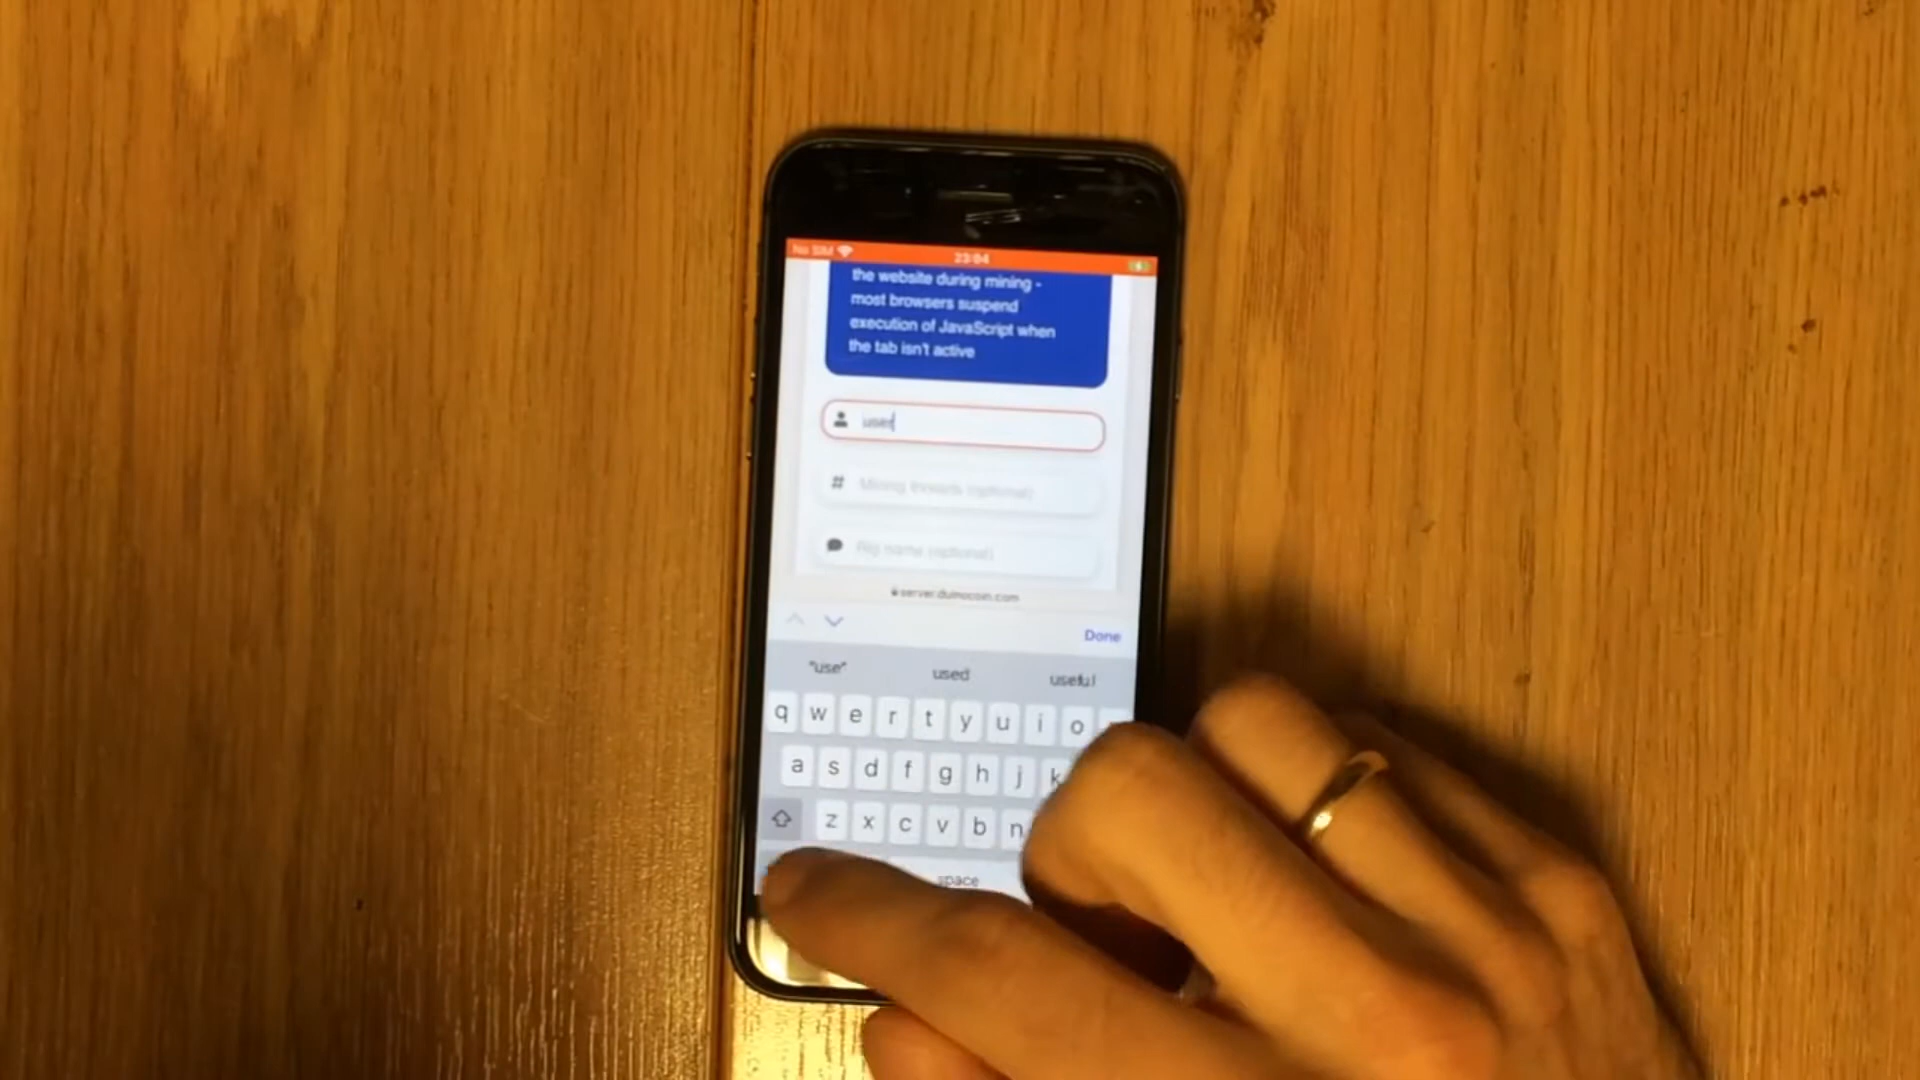 No SIM
23:04
the website during mining -
most browsers suspend
execution of JavaScript when
the tab isn't active
user
# Mining threads (optional)
Rig name (optional)
server.duinocoin.com
Done
"use" used useful
q w e r t y u i o
a s d f g h j k
z x c v b n
space